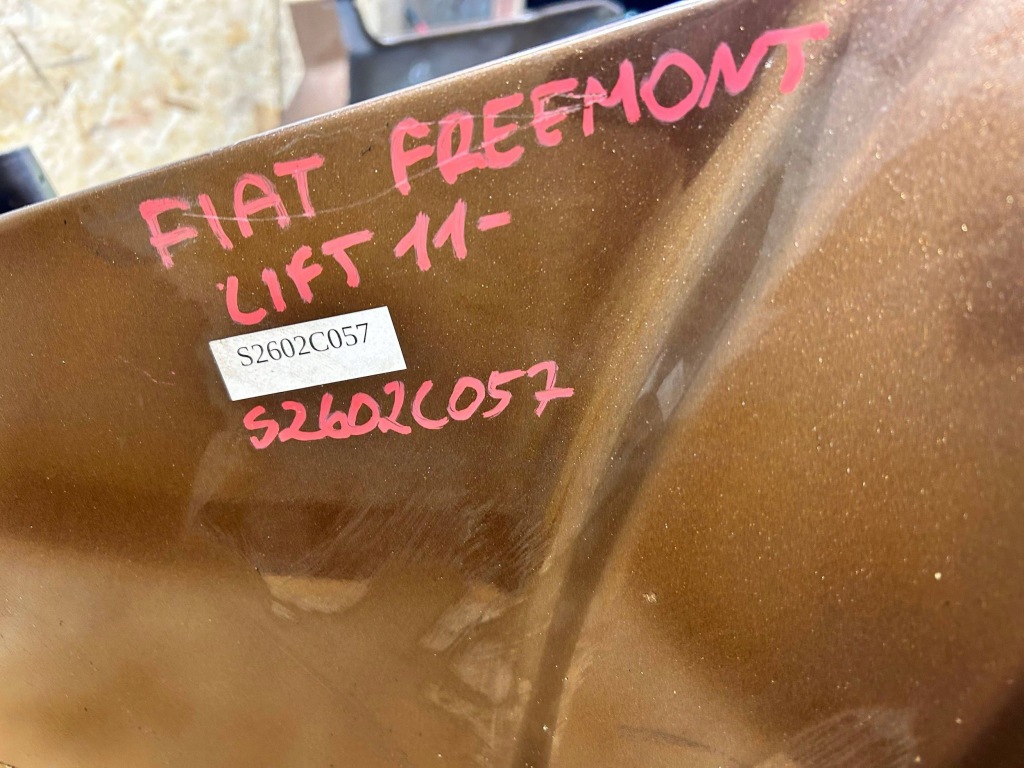 FIAT FREEMONT
LIFT 11-
S2602C057
S2602C057